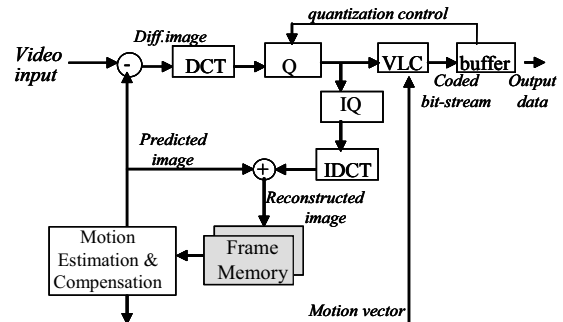 quantization control
Video
input
Diff.image
-
DCT
Q
VLC
buffer
Coded
bit-stream
Output
data
IQ
Predicted
image
+
IDCT
Reconstructed
image
Motion
Estimation &
Compensation
Frame
Memory
Motion vector